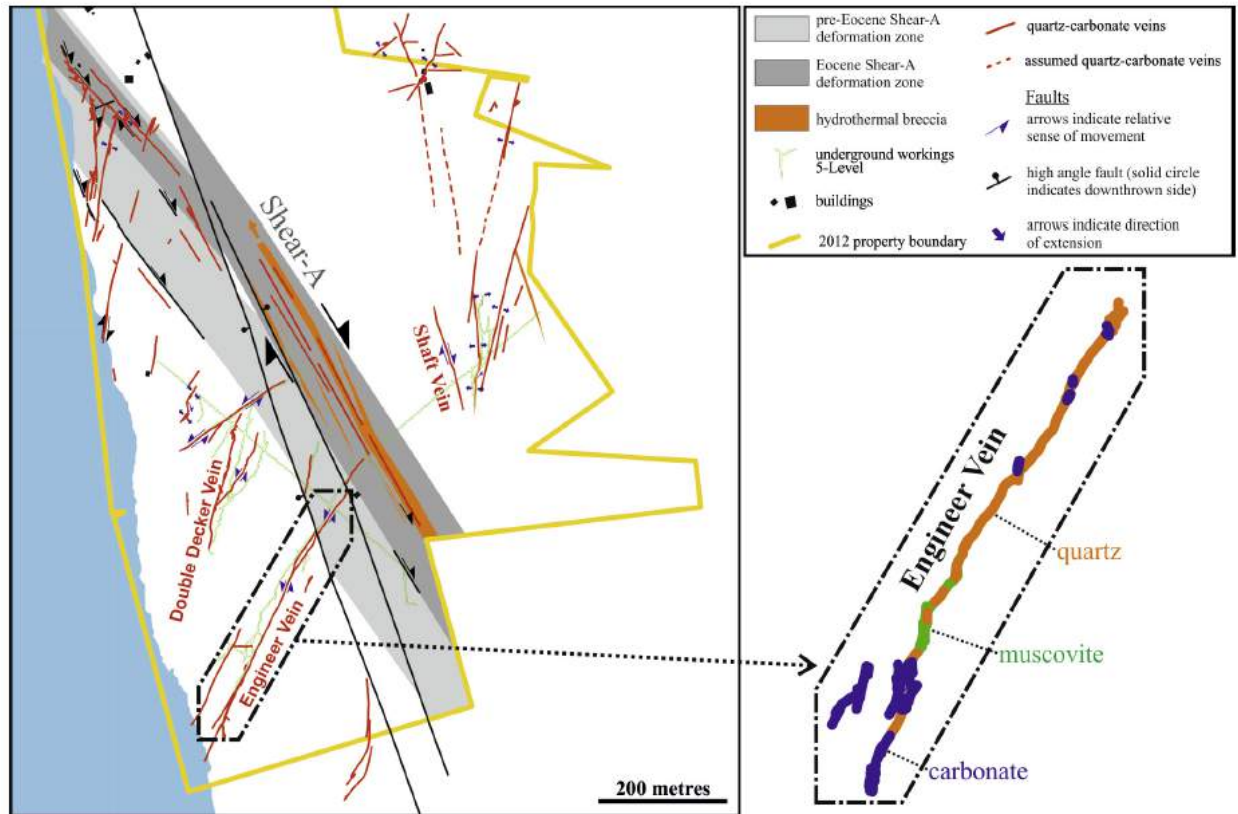 Shear-A
Shaft Vein
Double Decker Vein
Engineer Vein
200 metres
pre-Eocene Shear-A
deformation zone
Eocene Shear-A
deformation zone
hydrothermal breccia
underground workings
5-Level
buildings
2012 property boundary
quartz-carbonate veins
assumed quartz-carbonate veins
Faults
arrows indicate relative
sense of movement
high angle fault (solid circle
indicates downthrown side)
arrows indicate direction
of extension
Engineer Vein
quartz
muscovite
carbonate